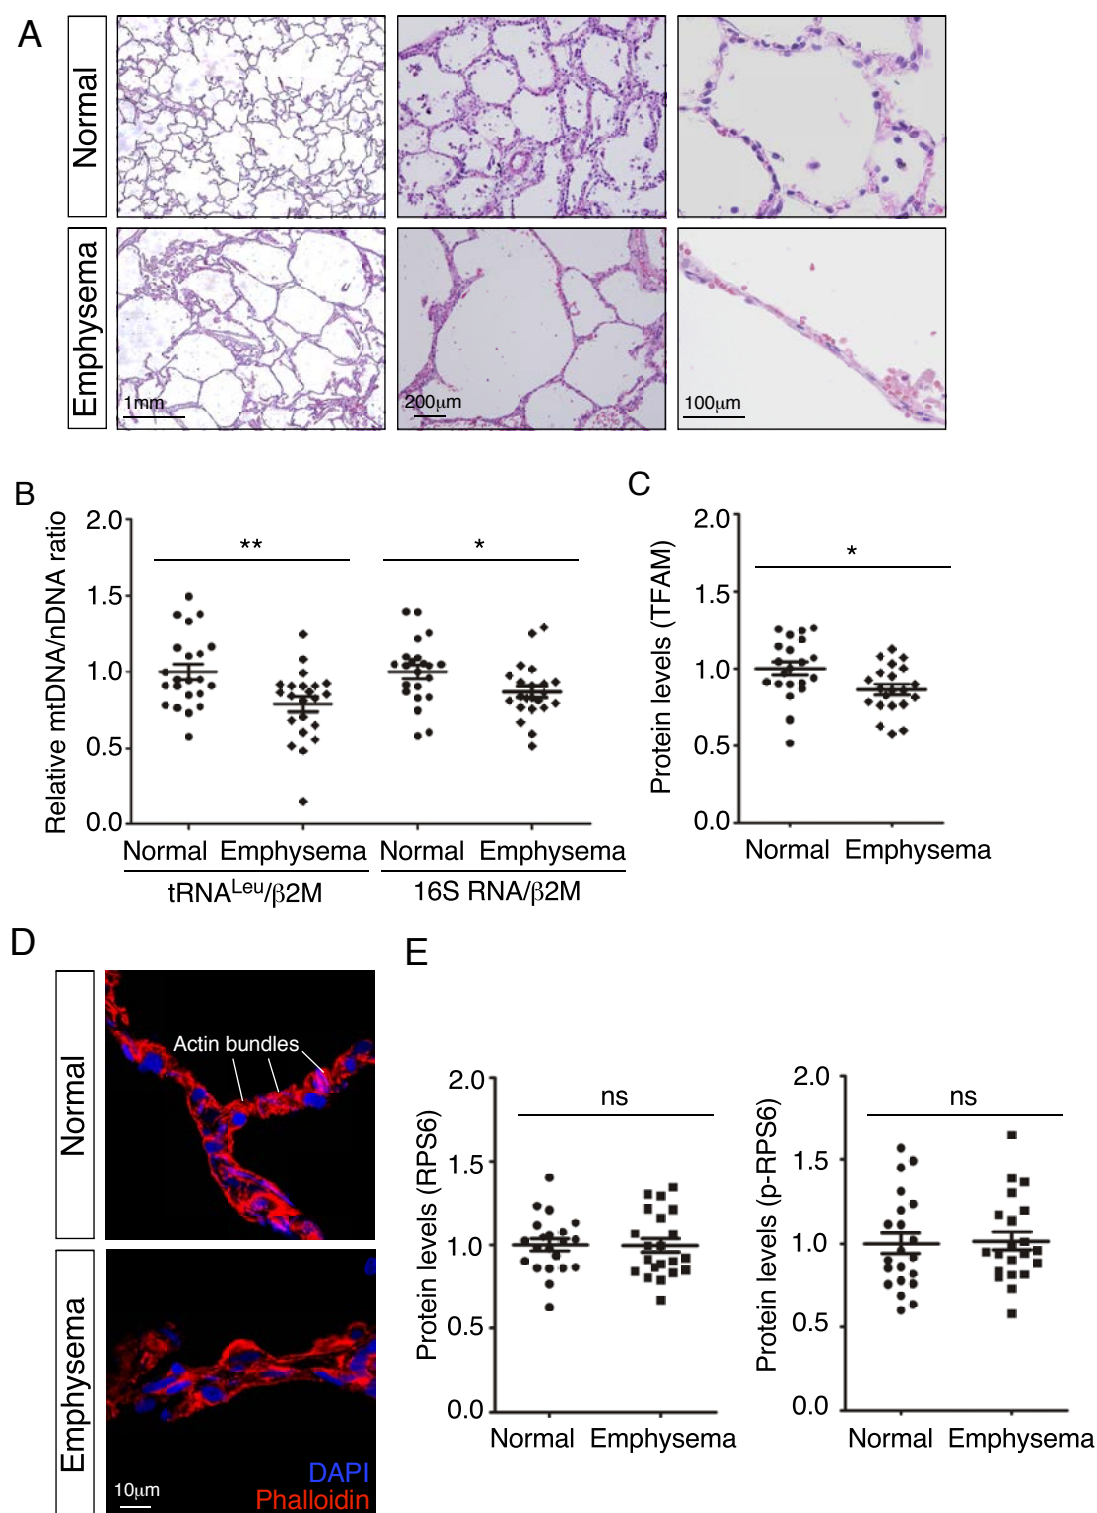 A
Normal
Emphysema
1mm
200μm
100μm
B
Relative mtDNA/nDNA ratio
2.0
1.5
1.0
0.5
0.0
**
*
Normal Emphysema Normal Emphysema
tRNA^Leu/β2M
16S RNA/β2M
C
Protein levels (TFAM)
2.0
1.5
1.0
0.5
0.0
*
Normal Emphysema
D
Normal
Actin bundles
Emphysema
10μm
DAPI
Phalloidin
E
Protein levels (RPS6)
2.0
1.5
1.0
0.5
0.0
ns
Normal Emphysema
Protein levels (p-RPS6)
2.0
1.5
1.0
0.5
0.0
ns
Normal Emphysema